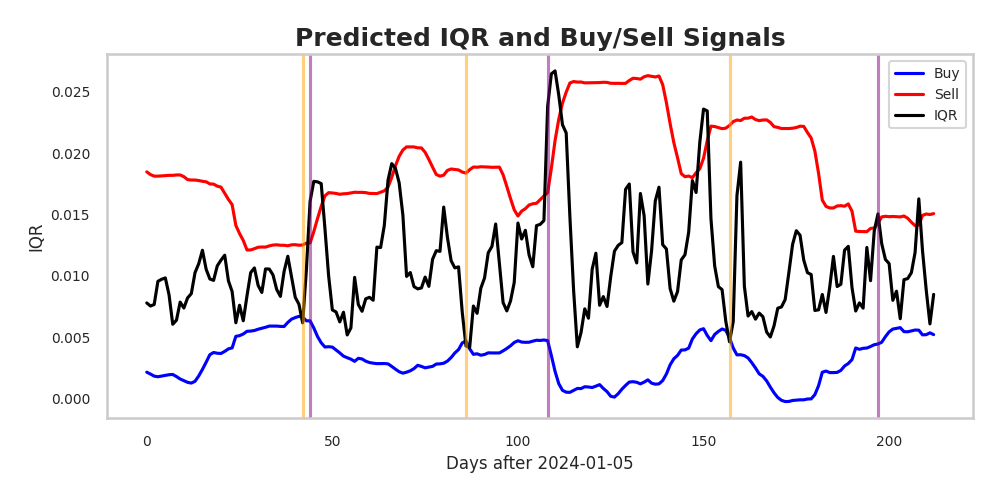 Predicted IQR and Buy/Sell Signals
Buy
Sell
IQR
0.025
0.020
0.015
0.010
0.005
0.000
IQR
0
50
100
150
200
Days after 2024-01-05